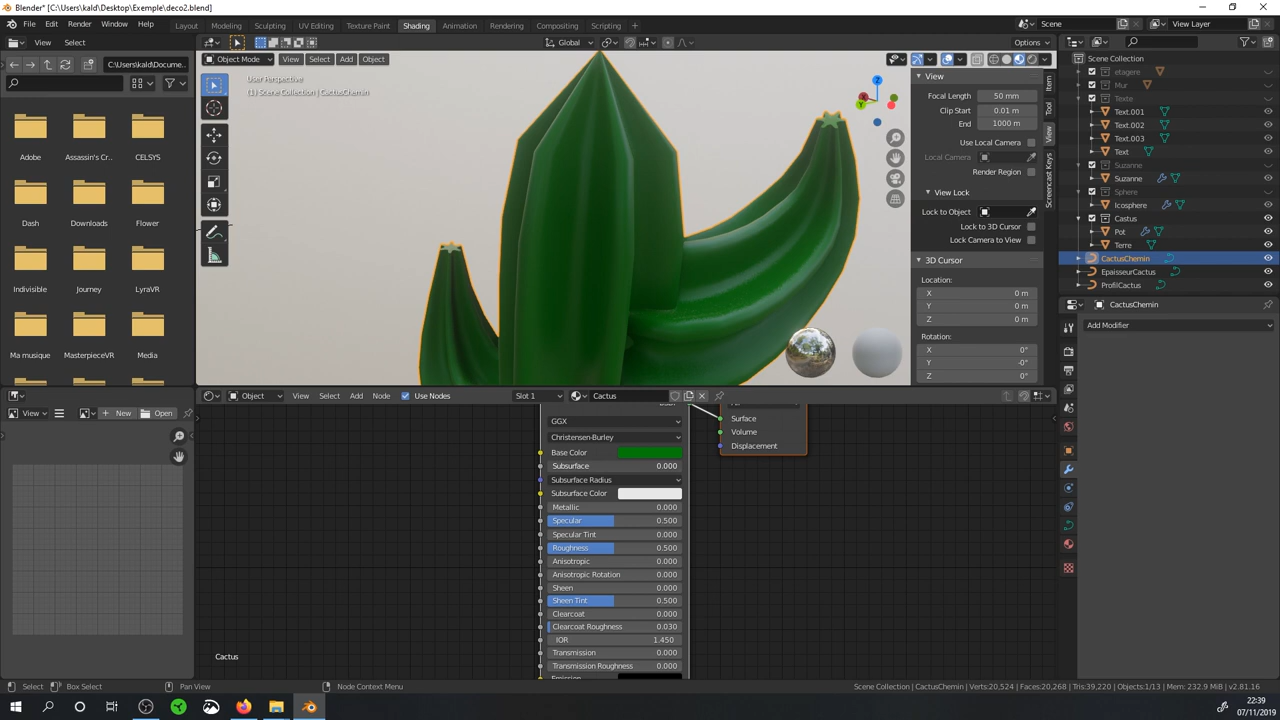 Blender* [C:\Users\kald\Desktop\Exemple\deco2.blend]
File Edit Render Window Help Layout Modeling Sculpting UV Editing Texture Paint Shading Animation Rendering Compositing Scripting + Scene View Layer
View Select Global Options
C:\Users\kald\Docume... Object Mode View Select Add Object
User Perspective
(1) Scene Collection | CactusChemin
Adobe Assassin's Cr... CELSYS
Dash Downloads Flower
Indivisible Journey LyraVR
Ma musique MasterpieceVR Media
View
Focal Length 50 mm
Clip Start 0.01 m
End 1000 m
Use Local Camera
Local Camera
Render Region
View Lock
Lock to Object
Lock to 3D Cursor
Lock Camera to View
3D Cursor
Location:
X 0 m
Y 0 m
Z 0 m
Rotation:
X 0°
Y -0°
Z 0°
Item
Tool
View
Screencast Keys
Scene Collection
etagere
Mur
Texte
Text.001
Text.002
Text.003
Text
Suzanne
Suzanne
Sphere
Icosphere
Castus
Pot
Terre
CactusChemin
EpaisseurCactus
ProfilCactus
CactusChemin
Add Modifier
View New Open
Object View Select Add Node Use Nodes Slot 1 Cactus
GGX
Christensen-Burley
Base Color
Subsurface 0.000
Subsurface Radius
Subsurface Color
Metallic 0.000
Specular 0.500
Specular Tint 0.000
Roughness 0.500
Anisotropic 0.000
Anisotropic Rotation 0.000
Sheen 0.000
Sheen Tint 0.500
Clearcoat 0.000
Clearcoat Roughness 0.030
IOR 1.450
Transmission 0.000
Transmission Roughness 0.000
Surface
Volume
Displacement
Cactus
Select Box Select Pan View Node Context Menu Scene Collection | CactusChemin | Verts:20,524 | Faces:20,268 | Tris:39,220 | Objects:1/13 | Mem: 232.9 MiB | v2.81.16
22:39
07/11/2019